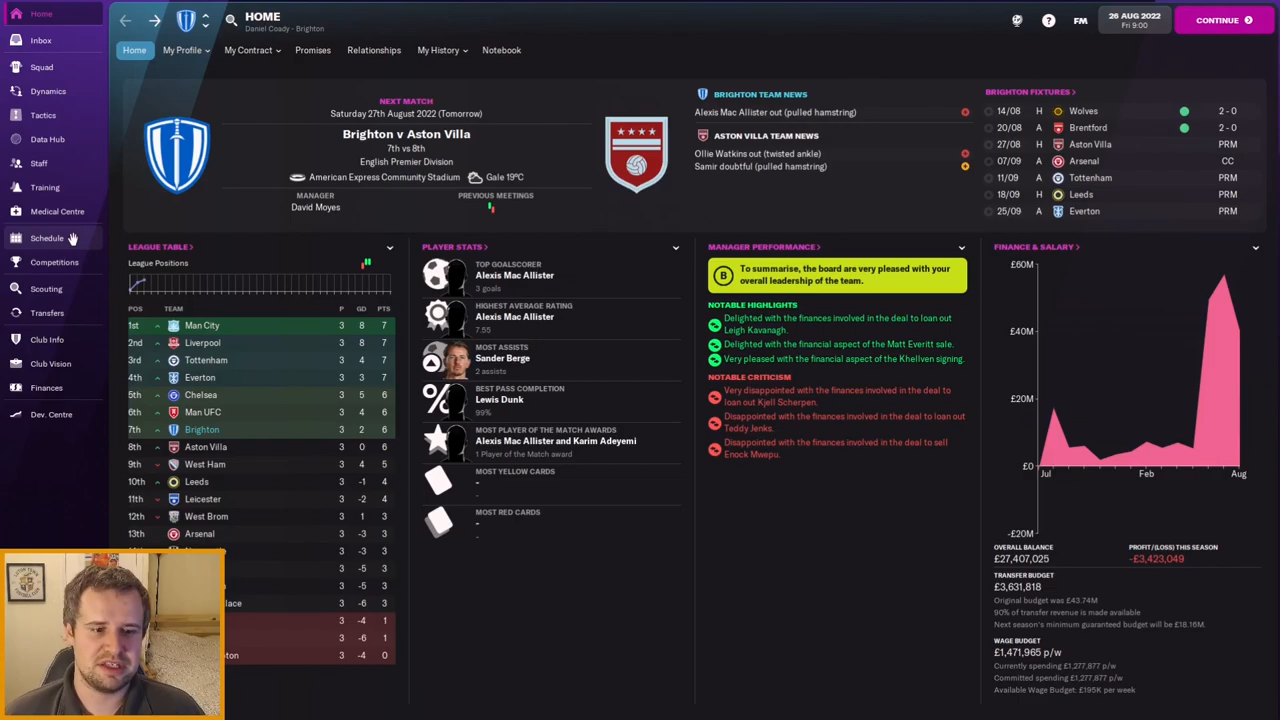 Home
Inbox
Squad
Dynamics
Tactics
Data Hub
Staff
Training
Medical Centre
Schedule
Competitions
Scouting
Transfers
Club Info
Club Vision
Finances
Dev. Centre
HOME
Daniel Coady - Brighton
FM
26 AUG 2022
Fri 9:00
CONTINUE
Home
My Profile
My Contract
Promises
Relationships
My History
Notebook
NEXT MATCH
Saturday 27th August 2022 (Tomorrow)
Brighton v Aston Villa
7th vs 8th
English Premier Division
American Express Community Stadium Gale 19°C
MANAGER
David Moyes
PREVIOUS MEETINGS
BRIGHTON TEAM NEWS
Alexis Mac Allister out (pulled hamstring)
ASTON VILLA TEAM NEWS
Ollie Watkins out (twisted ankle)
Samir doubtful (pulled hamstring)
BRIGHTON FIXTURES >
14/08 H Wolves 2 - 0
20/08 A Brentford 2 - 0
27/08 H Aston Villa PRM
07/09 A Arsenal CC
11/09 A Tottenham PRM
18/09 H Leeds PRM
25/09 A Everton PRM
LEAGUE TABLE >
League Positions
POS TEAM P GD PTS
1st Man City 3 8 7
2nd Liverpool 3 8 7
3rd Tottenham 3 4 7
4th Everton 3 3 7
5th Chelsea 3 5 6
6th Man UFC 3 4 6
7th Brighton 3 2 6
8th Aston Villa 3 0 6
9th West Ham 3 4 5
10th Leeds 3 -1 4
11th Leicester 3 -2 4
12th West Brom 3 1 3
13th Arsenal 3 -3 3
3 -3 3
3 -5 3
3 -5 3
lace 3 -6 3
3 -4 1
3 -6 1
ton 3 -4 0
PLAYER STATS >
TOP GOALSCORER
Alexis Mac Allister
3 goals
HIGHEST AVERAGE RATING
Alexis Mac Allister
7.55
MOST ASSISTS
Sander Berge
2 assists
BEST PASS COMPLETION
Lewis Dunk
99%
MOST PLAYER OF THE MATCH AWARDS
Alexis Mac Allister and Karim Adeyemi
1 Player of the Match award
MOST YELLOW CARDS
-
-
MOST RED CARDS
-
-
MANAGER PERFORMANCE >
B
To summarise, the board are very pleased with your
overall leadership of the team.
NOTABLE HIGHLIGHTS
Delighted with the finances involved in the deal to loan out
Leigh Kavanagh.
Delighted with the financial aspect of the Matt Everitt sale.
Very pleased with the financial aspect of the Khellven signing.
NOTABLE CRITICISM
Very disappointed with the finances involved in the deal to
loan out Kjell Scherpen.
Disappointed with the finances involved in the deal to loan out
Teddy Jenks.
Disappointed with the finances involved in the deal to sell
Enock Mwepu.
FINANCE & SALARY >
£60M
£40M
£20M
£0
-£20M
Jul Feb Aug
OVERALL BALANCE
£27,407,025
PROFIT/(LOSS) THIS SEASON
-£3,423,049
TRANSFER BUDGET
£3,631,818
Original budget was £43.74M
90% of transfer revenue is made available
Next season's minimum guaranteed budget will be £18.16M.
WAGE BUDGET
£1,471,965 p/w
Currently spending £1,277,877 p/w
Committed spending £1,277,877 p/w
Available Wage Budget: £195K per week